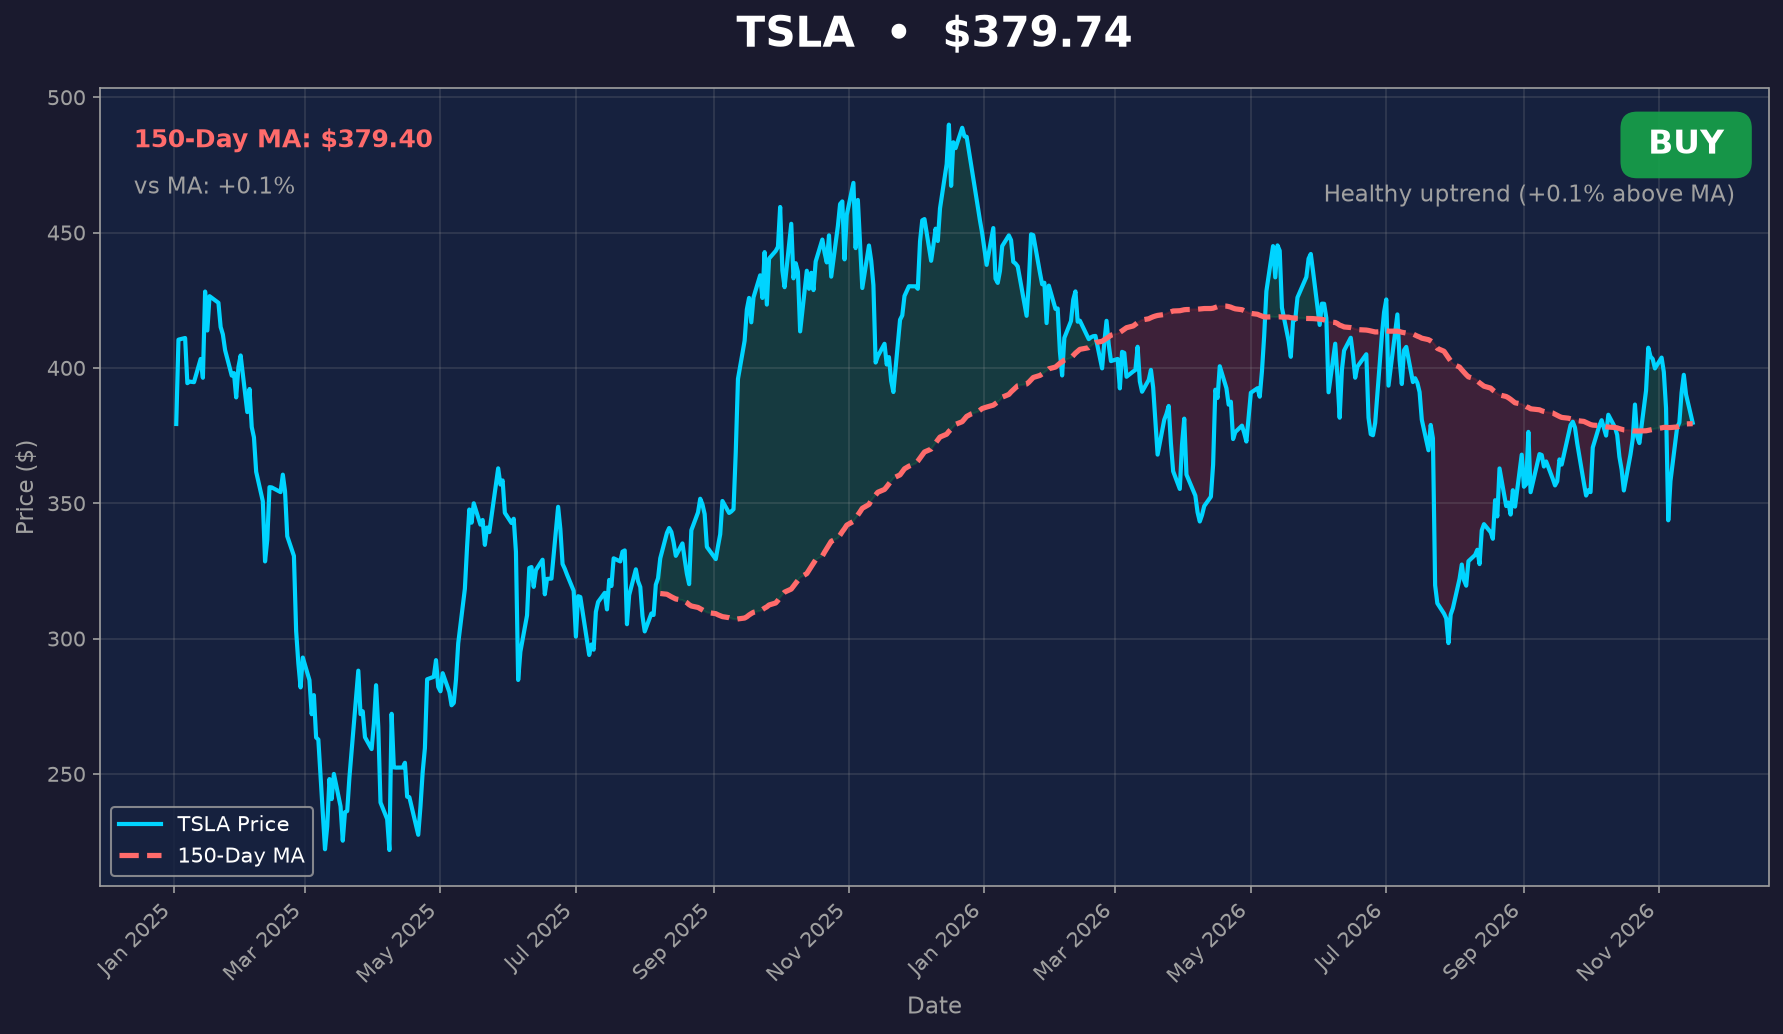 TSLA • $379.74
500
450
400
350
300
250
Price ($)
150-Day MA: $379.40
vs MA: +0.1%
BUY
Healthy uptrend (+0.1% above MA)
TSLA Price
150-Day MA
Jan 2025
Mar 2025
May 2025
Jul 2025
Sep 2025
Nov 2025
Jan 2026
Mar 2026
May 2026
Jul 2026
Sep 2026
Nov 2026
Date